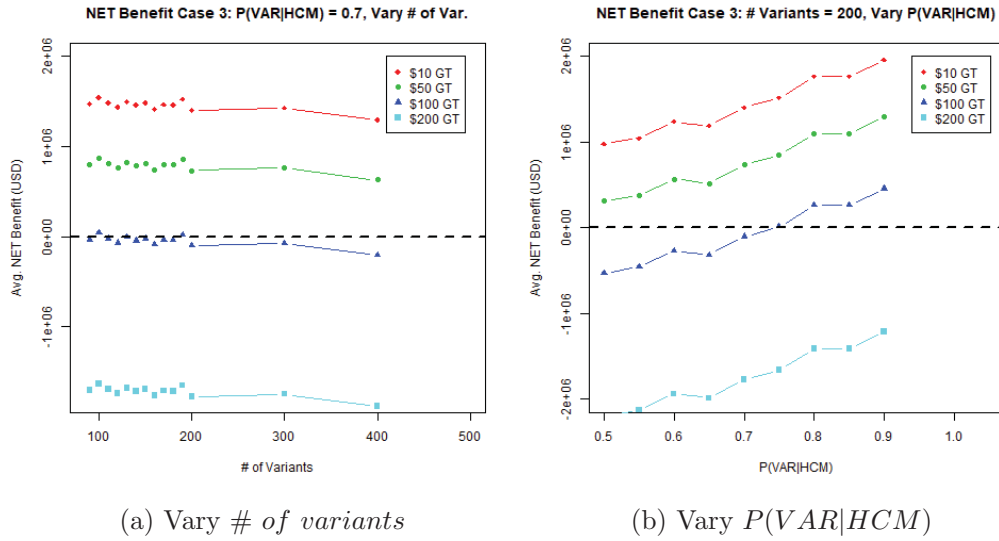 NET Benefit Case 3: P(VAR|HCM) = 0.7, Vary # of Var.
2e+06
1e+06
0e+00
-1e+06
Avg. NET Benefit (USD)
$10 GT
$50 GT
$100 GT
$200 GT
100 200 300 400 500
# of Variants
(a) Vary # of variants
NET Benefit Case 3: # Variants = 200, Vary P(VAR|HCM)
2e+06
1e+06
0e+00
-1e+06
-2e+06
Avg. NET Benefit (USD)
$10 GT
$50 GT
$100 GT
$200 GT
0.5 0.6 0.7 0.8 0.9 1.0
P(VAR|HCM)
(b) Vary P(VAR|HCM)